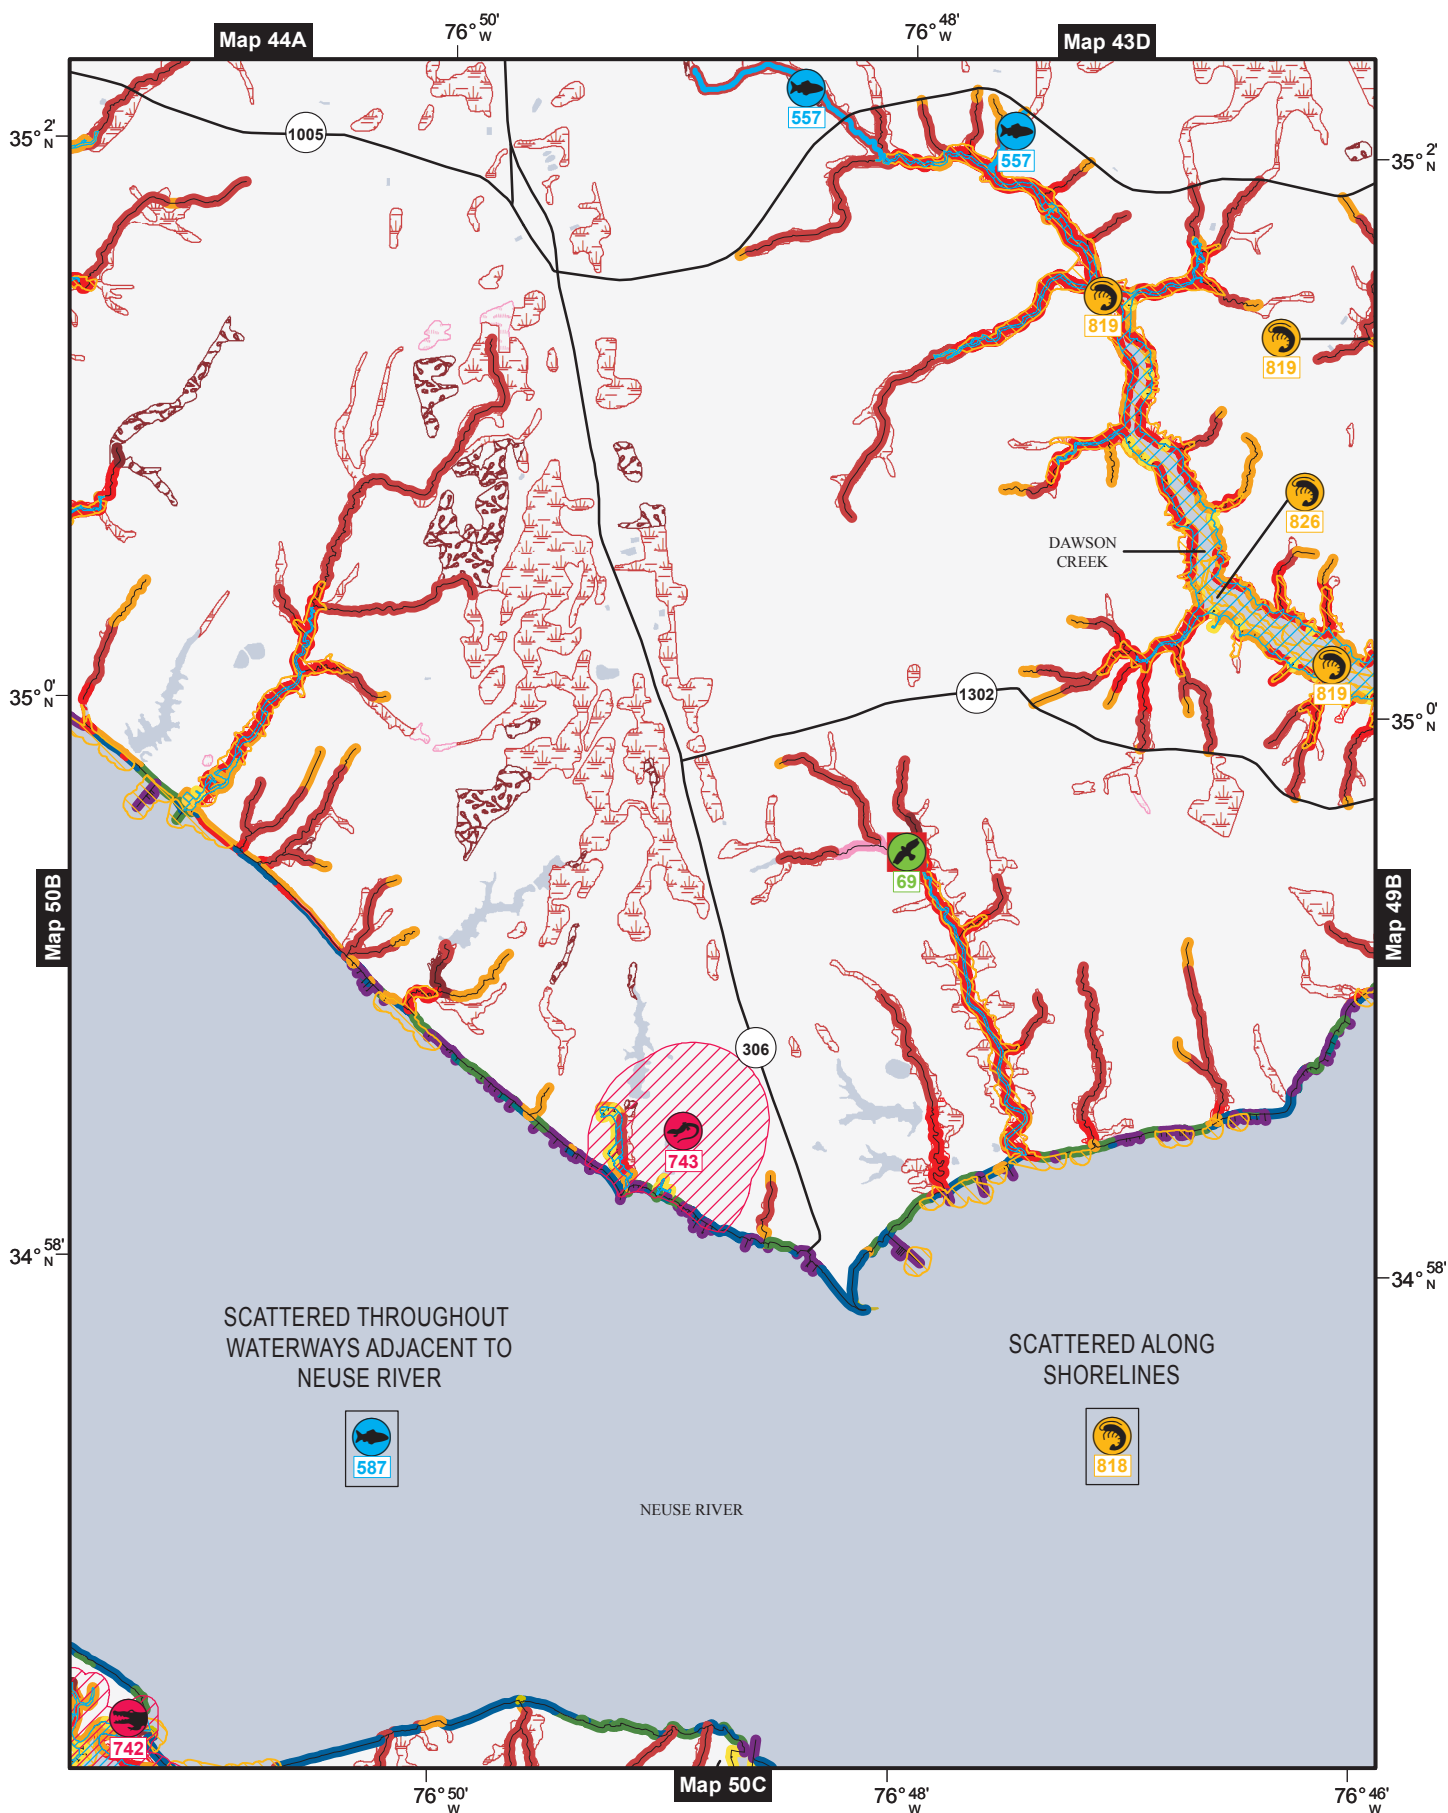 76° 50' W
76° 48' W
Map 44A
Map 43D
35° 2' N
1005
557
557
35° 2' N
819
819
826
DAWSON
CREEK
35° 0' N
1302
819
35° 0' N
69
Map 50B
Map 49B
306
743
34° 58' N
34° 58' N
SCATTERED THROUGHOUT
WATERWAYS ADJACENT TO
NEUSE RIVER
587
SCATTERED ALONG
SHORELINES
818
NEUSE RIVER
742
Map 50C
76° 50' W
76° 48' W
76° 46' W